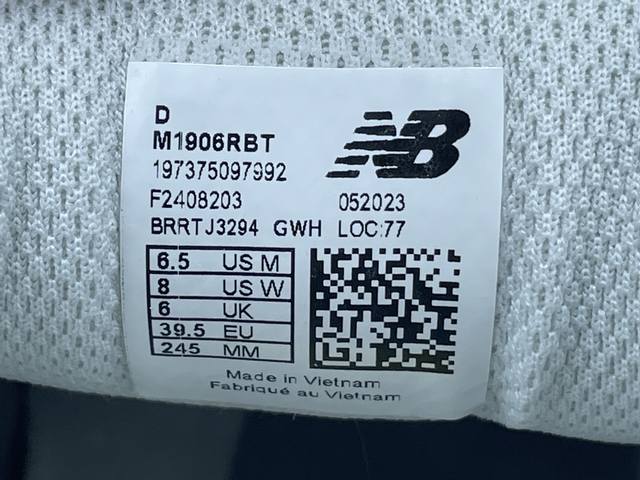 D
M1906RBT
NB
197375097992
F2408203 052023
BRRTJ3294 GWH LOC:77
6.5 US M
8 US W
6 UK
39.5 EU
245 MM
Made in Vietnam
Fabriqué au Vietnam